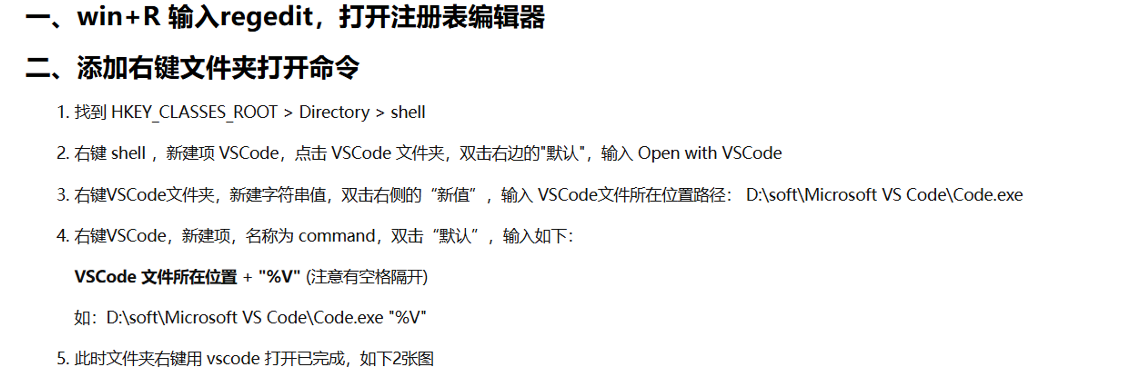 一、win+R 输入regedit，打开注册表编辑器
二、添加右键文件夹打开命令
1. 找到 HKEY_CLASSES_ROOT > Directory > shell
2. 右键 shell ，新建项 VSCode，点击 VSCode 文件夹，双击右边的"默认"，输入 Open with VSCode
3. 右键VSCode文件夹，新建字符串值，双击右侧的“新值”，输入 VSCode文件所在位置路径： D:\soft\Microsoft VS Code\Code.exe
4. 右键VSCode，新建项，名称为 command，双击“默认”，输入如下：
VSCode 文件所在位置 + "%V" (注意有空格隔开)
如：D:\soft\Microsoft VS Code\Code.exe "%V"
5. 此时文件夹右键用 vscode 打开已完成，如下2张图